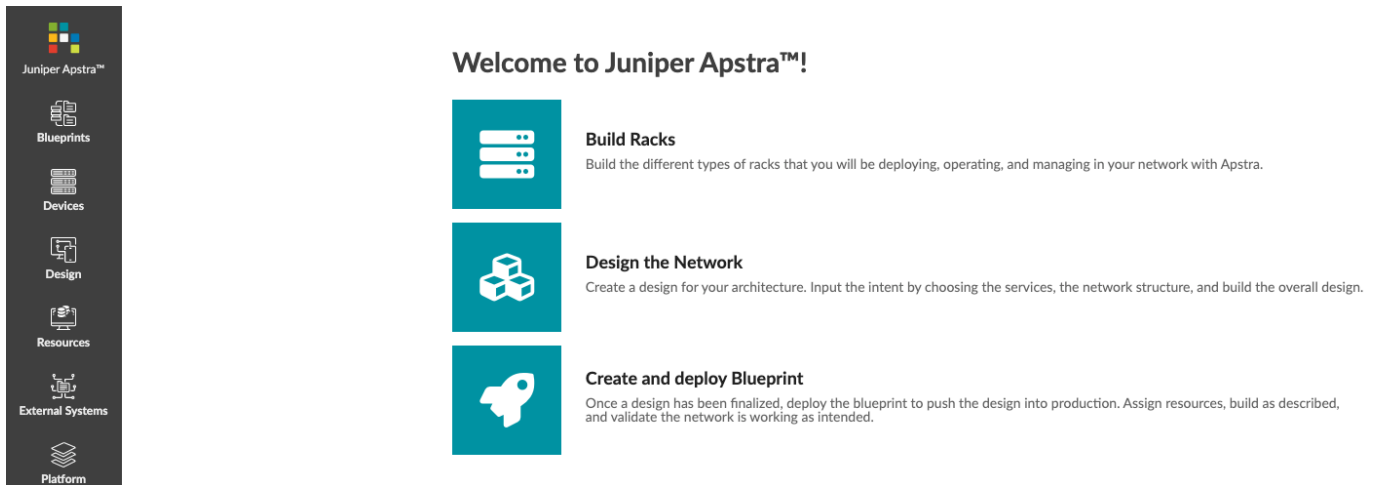 Juniper Apstra™
Blueprints
Devices
Design
Resources
External Systems
Platform
Welcome to Juniper Apstra™!
Build Racks
Build the different types of racks that you will be deploying, operating, and managing in your network with Apstra.
Design the Network
Create a design for your architecture. Input the intent by choosing the services, the network structure, and build the overall design.
Create and deploy Blueprint
Once a design has been finalized, deploy the blueprint to push the design into production. Assign resources, build as described,
and validate the network is working as intended.